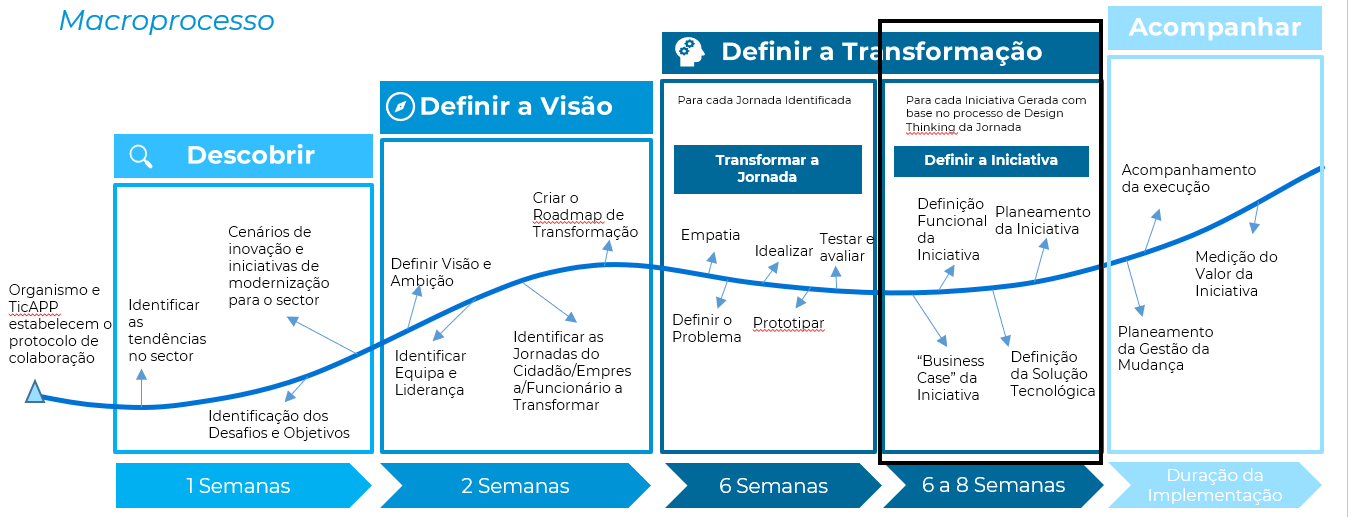 Macroprocesso
Organismo e
TicAPP
estabelecem o
protocolo de
colaboração
Descobrir
Identificar
as
tendências
no sector
Cenários de
inovação e
iniciativas de
modernização
para o sector
Identificação dos
Desafios e Objetivos
1 Semanas
Definir a Visão
Definir Visão e
Ambição
Identificar
Equipa e
Liderança
Criar o
Roadmap de
Transformação
Identificar as
Jornadas do
Cidadão/Empres
a/Funcionário a
Transformar
2 Semanas
Definir a Transformação
Para cada Jornada Identificada
Transformar a
Jornada
Empatia
Definir o
Problema
Idealizar
Prototipar
Testar e
avaliar
6 Semanas
Para cada Iniciativa Gerada com
base no processo de Design
Thinking da Jornada
Definir a Iniciativa
Definição
Funcional
da
Iniciativa
Planeamento
da Iniciativa
“Business
Case” da
Iniciativa
Definição
da Solução
Tecnológica
6 a 8 Semanas
Acompanhar
Acompanhamento
da execução
Medição do
Valor da
Iniciativa
Planeamento
da Gestão da
Mudança
Duração da
Implementação